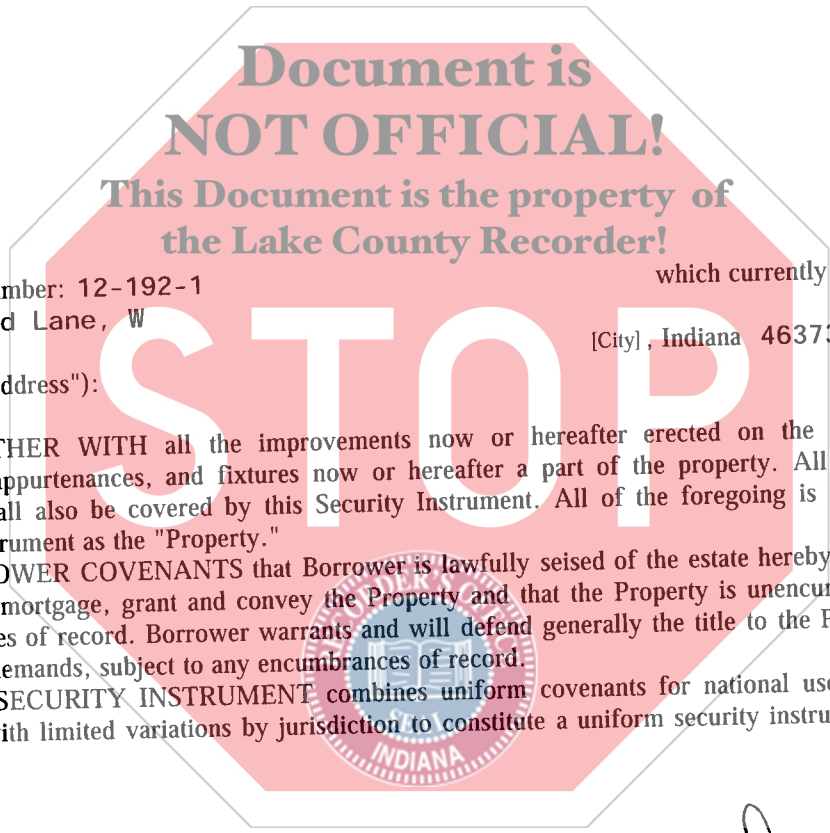 Document is
NOT OFFICIAL!
This Document is the property of
the Lake County Recorder!
mber: 12-192-1
which currently
d Lane, W
[City] , Indiana 46373
ddress"):
STOP
THER WITH all the improvements now or hereafter erected on the
appurtenances, and fixtures now or hereafter a part of the property. All
all also be covered by this Security Instrument. All of the foregoing is
rument as the "Property."
OWER COVENANTS that Borrower is lawfully seised of the estate hereby
mortgage, grant and convey the Property and that the Property is unencum
es of record. Borrower warrants and will defend generally the title to the P
emands, subject to any encumbrances of record.
SECURITY INSTRUMENT combines uniform covenants for national use
ith limited variations by jurisdiction to constitute a uniform security instru
SEAL
INDIANA